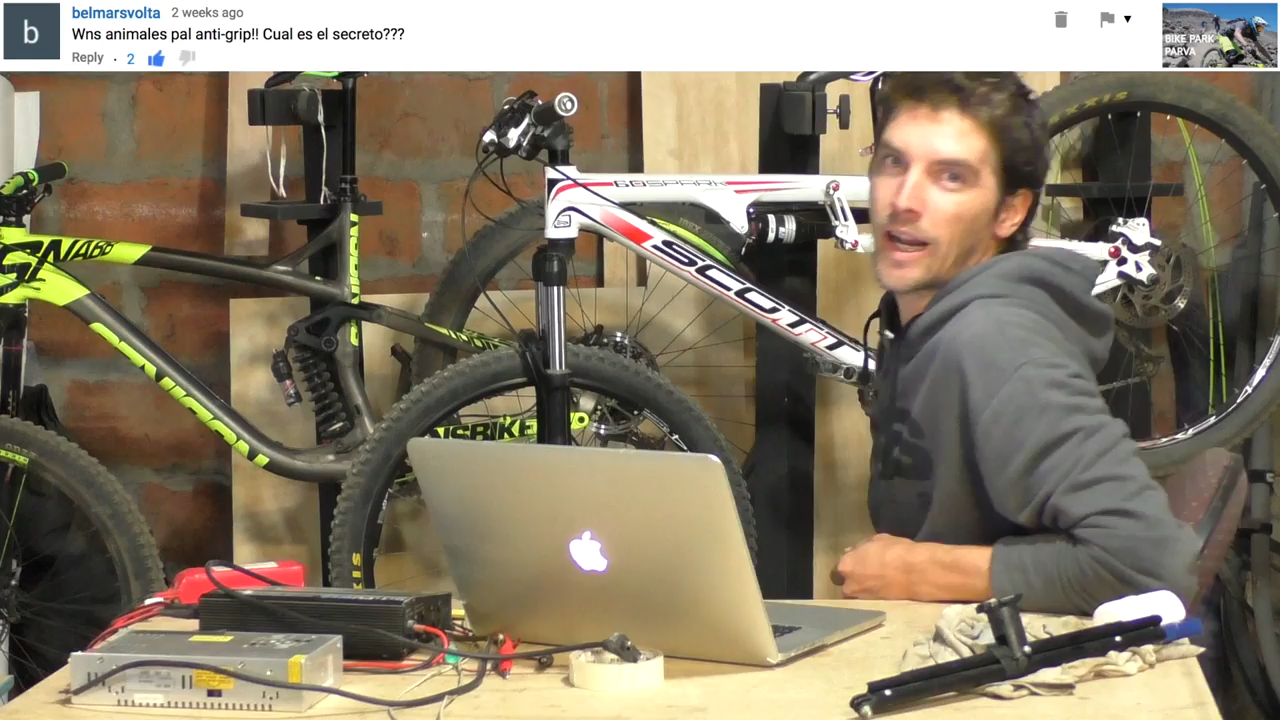 belmarsvolta 2 weeks ago
Wns animales pal anti-grip!! Cual es el secreto???
Reply · 2
b
BIKE PARK
PARVA
SCOTT
NSBIKE